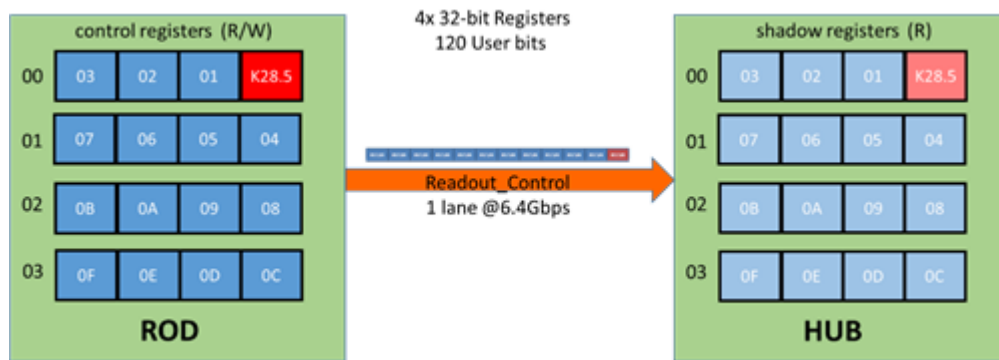 control registers (R/W)
00 03 02 01 K28.5
01 07 06 05 04
02 0B 0A 09 08
03 0F 0E 0D 0C
ROD
4x 32-bit Registers
120 User bits
Readout_Control
1 lane @6.4Gbps
shadow registers (R)
00 03 02 01 K28.5
01 07 06 05 04
02 0B 0A 09 08
03 0F 0E 0D 0C
HUB